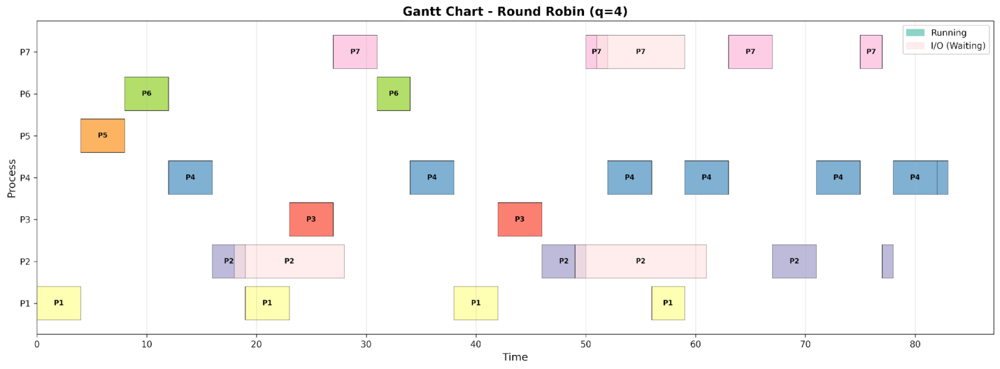 Gantt Chart - Round Robin (q=4)
Running
I/O (Waiting)
Process
P7
P7
P7
P7
P7
P7
P6
P6
P6
P5
P5
P4
P4
P4
P4
P4
P4
P4
P3
P3
P3
P2
P2
P2
P2
P2
P2
P1
P1
P1
P1
P1
0 10 20 30 40 50 60 70 80
Time